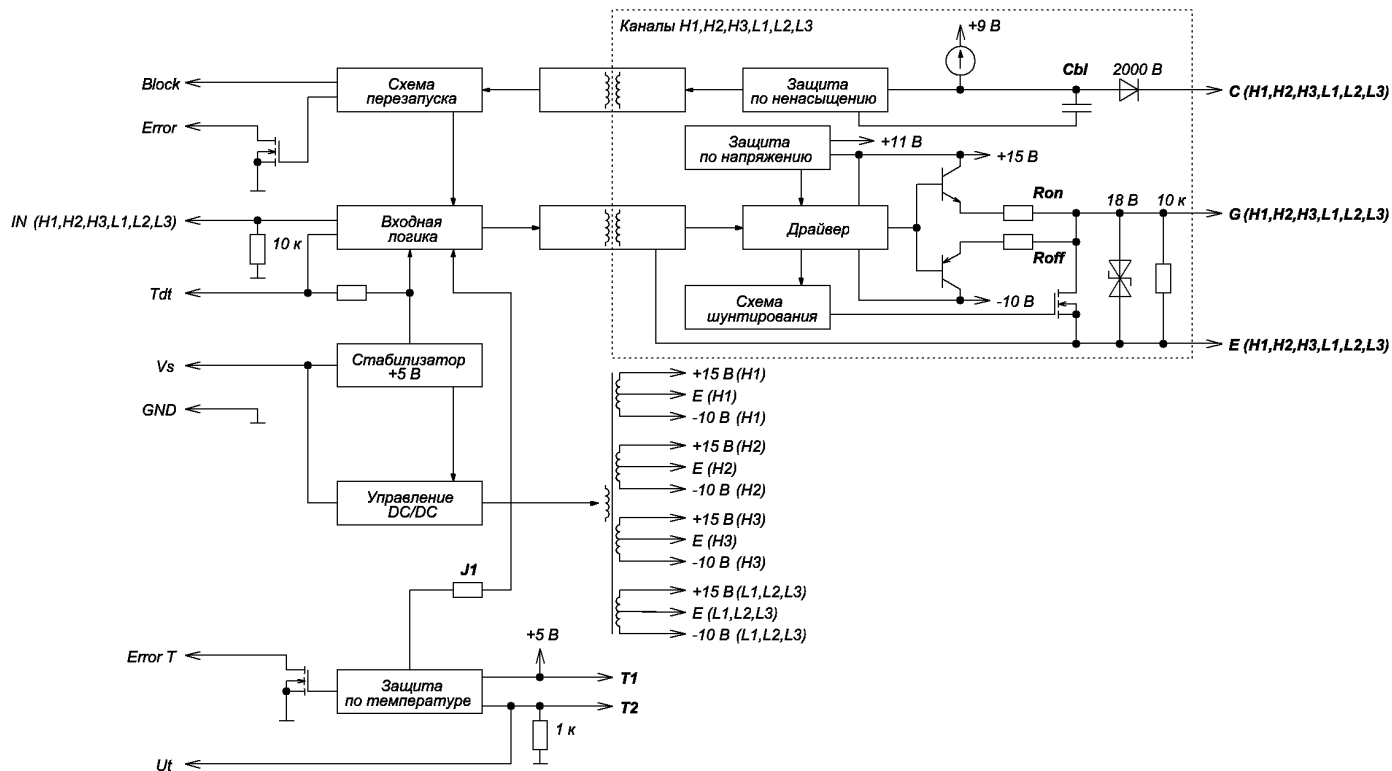 Каналы H1,H2,H3,L1,L2,L3
+9 В
Block
Схема
перезапуска
Защита
по ненасыщению
Cbl
2000 В
C (H1,H2,H3,L1,L2,L3)
Error
Защита
по напряжению
+11 В
+15 В
IN (H1,H2,H3,L1,L2,L3)
10 к
Входная
логика
Драйвер
Ron
Roff
18 В
10 к
G (H1,H2,H3,L1,L2,L3)
Tdt
Схема
шунтирования
-10 В
E (H1,H2,H3,L1,L2,L3)
Vs
Стабилизатор
+5 В
GND
+15 В (H1)
E (H1)
-10 В (H1)
+15 В (H2)
E (H2)
-10 В (H2)
Управление
DC/DC
+15 В (H3)
E (H3)
-10 В (H3)
J1
+15 В (L1,L2,L3)
E (L1,L2,L3)
-10 В (L1,L2,L3)
+5 В
Error T
Защита
по температуре
T1
T2
1 к
Ut